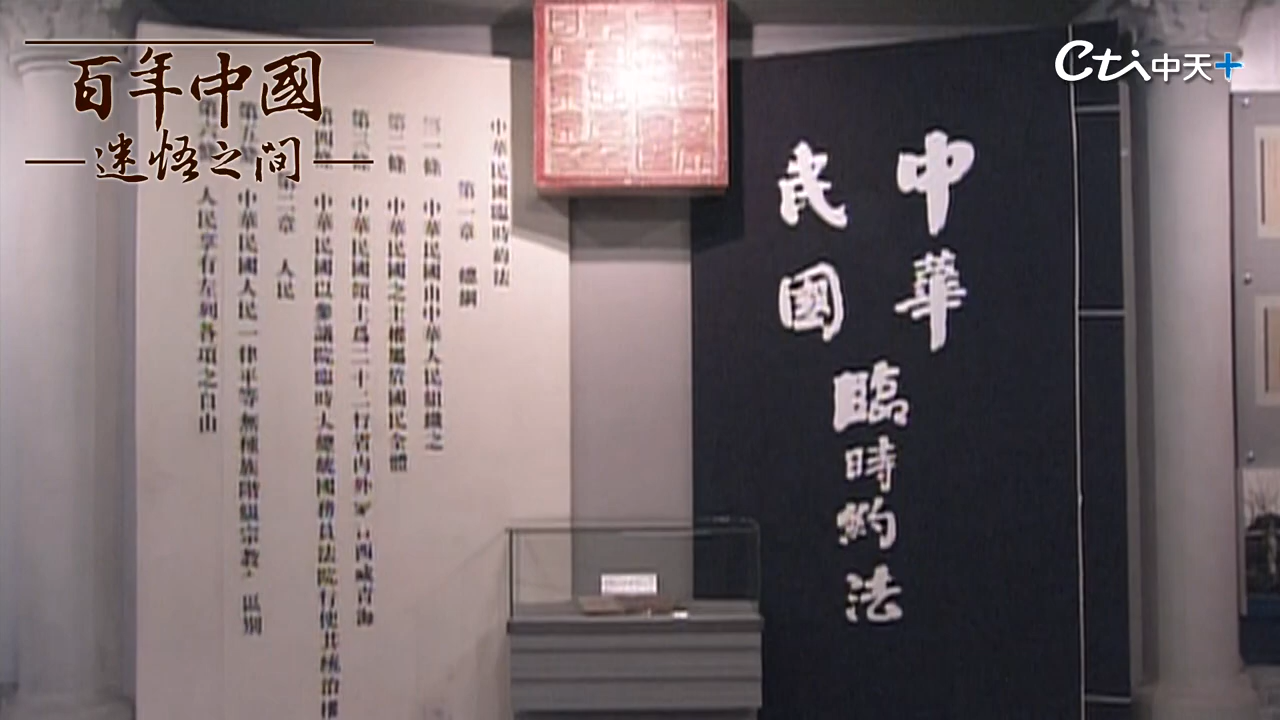 百年中國
迷悟之間
Cti中天+
中華
民國
臨時約法
中華民國臨時約法
第一章 總綱
第一條 中華民國由中華人民組織之
第二條 中華民國之主權屬於國民全體
第三條 中華民國領土爲二十二行省內外蒙古西藏青海
第四條 中華民國以參議院臨時大總統國務員法院行使其統治權
第二章 人民
第五條 中華民國人民一律平等無種族階級宗教之區別
第六條 人民享有左列各項之自由